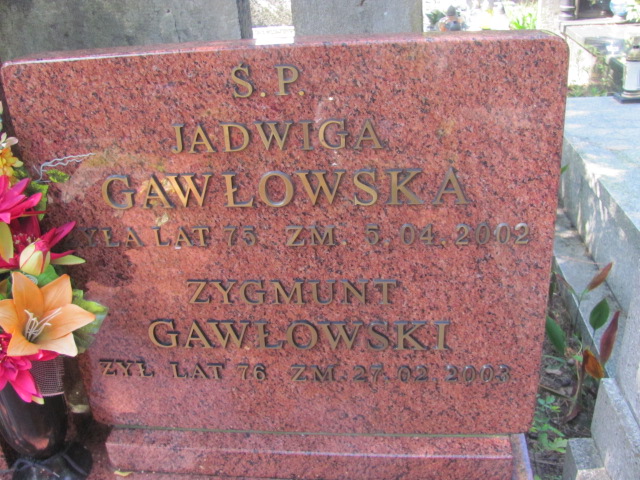 Ś.P.
JADWIGA
GAWŁOWSKA
ŻYŁA LAT 75 ZM. 5.04.2002
ZYGMUNT
GAWŁOWSKI
ŻYŁ LAT 76 ZM. 27.02.2003